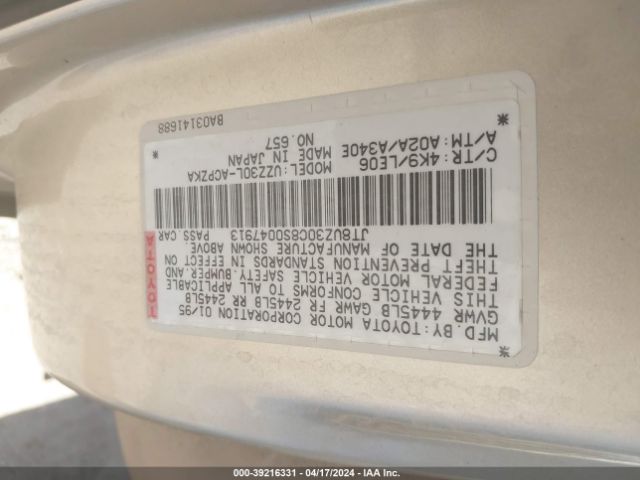 MFD. BY: TOYOTA MOTOR CORPORATION 01/95
GVWR 4445LB GAWR FR 2445LB RR 2445LB
THIS VEHICLE CONFORMS TO ALL APPLICABLE
FEDERAL MOTOR VEHICLE SAFETY, BUMPER, AND
THEFT PREVENTION STANDARDS IN EFFECT ON
THE DATE OF MANUFACTURE SHOWN ABOVE.
JT8UZ30C8S0047913 PASS CAR
TOYOTA
MODEL: UZZ30L-ACPZKA
C/TR: 4K9/LE06 MADE IN JAPAN
A/TM: A02A/A340E NO.657
BA03141688
000-39216331 - 04/17/2024 - IAA Inc.